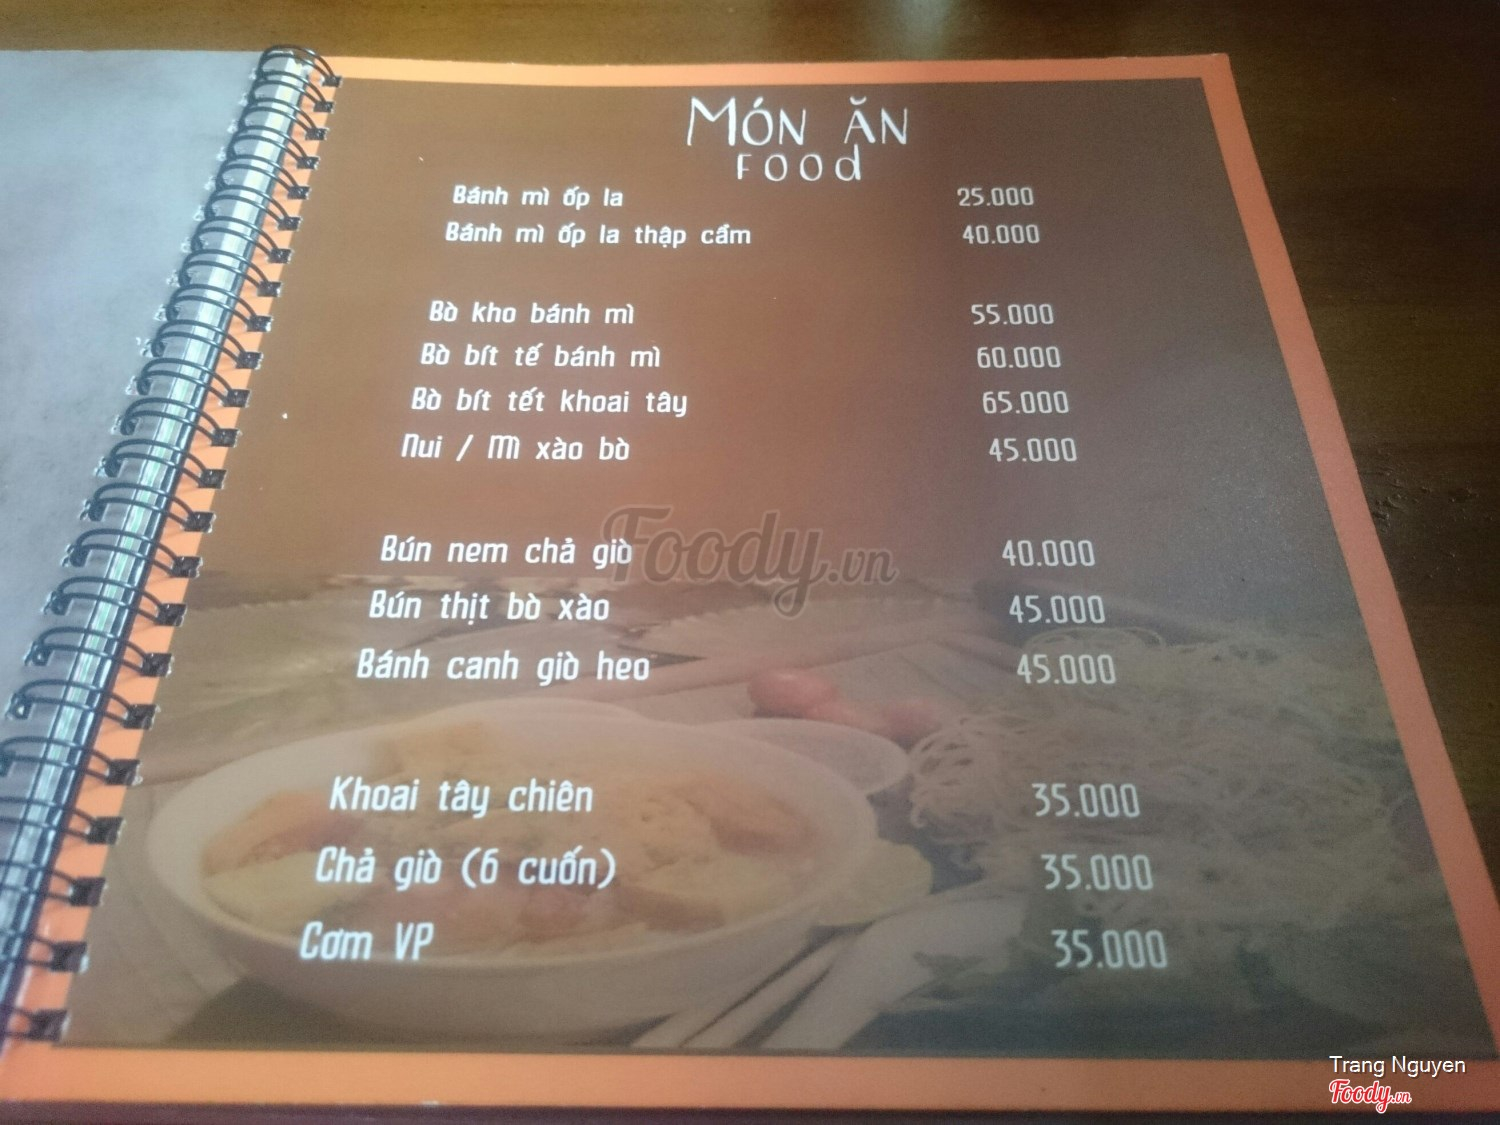 MÓN ĂN
FOOd
Bánh mì ốp la 25.000
Bánh mì ốp la thập cẩm 40.000
Bò kho bánh mì 55.000
Bò bít tế bánh mì 60.000
Bò bít tết khoai tây 65.000
Nui / Mì xào bò 45.000
Bún nem chả giò 40.000
Foody.vn
Bún thịt bò xào 45.000
Bánh canh giò heo 45.000
Khoai tây chiên 35.000
Chả giò (6 cuốn) 35.000
Cơm VP 35.000
Trang Nguyen
Foody.vn